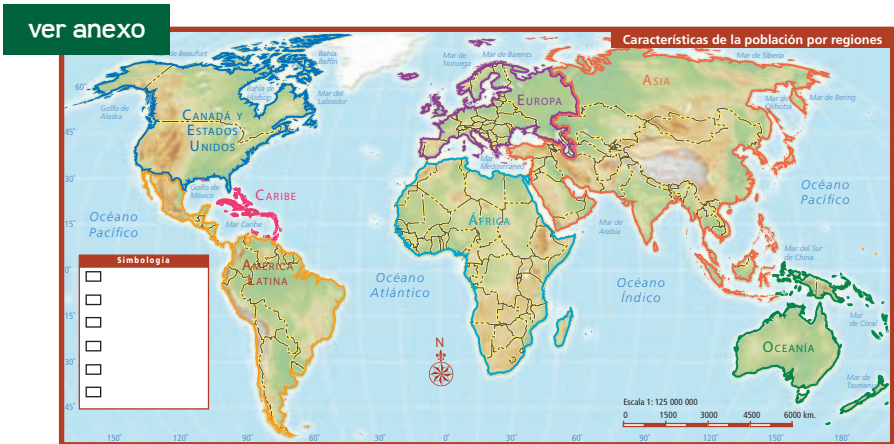 ver anexo
Características de la población por regiones
Mar de Beaufort
Bahía
Baffin
Mar de
Noruega
Mar de Barents
Mar de Siberia
60°
Golfo de
Alaska
Bahía de
Hudson
Mar del
Labrador
CANADÁ Y
ESTADOS
UNIDOS
EUROPA
ASIA
Mar de
Okhotsk
Mar de Bering
45°
Mar
Mediterráneo
30°
Golfo de
México
CARIBE
Océano
Pacífico
Océano
Pacífico
15°
Mar Caribe
ÁFRICA
Mar de
Arabia
Mar del Sur
de China
Simbología
0°
AMÉRICA
LATINA
Océano
Atlántico
Océano
Índico
15°
Mar
de Coral
OCEANÍA
30°
N
Mar de
Tasmania
Escala 1: 125 000 000
0 1500 3000 4500 6000 km.
45°
150° 120° 90° 60° 30° 0° 30° 60° 90° 120° 150° 180°